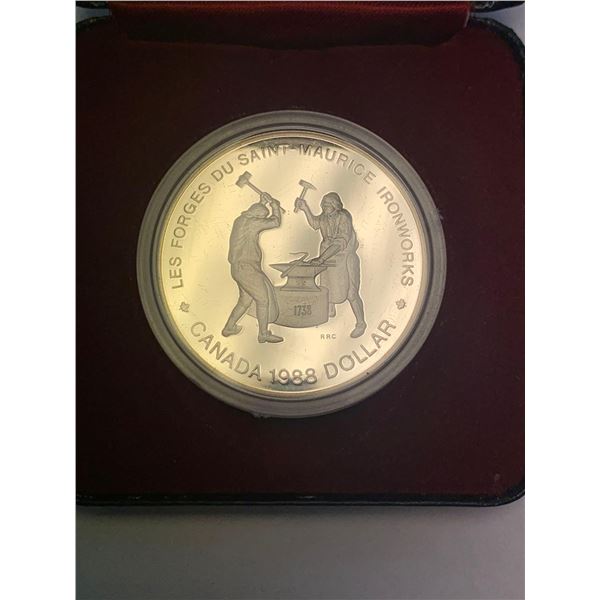 LES FORGES DU SAINT-MAURICE IRONWORKS
1738
RRC
CANADA 1988 DOLLAR